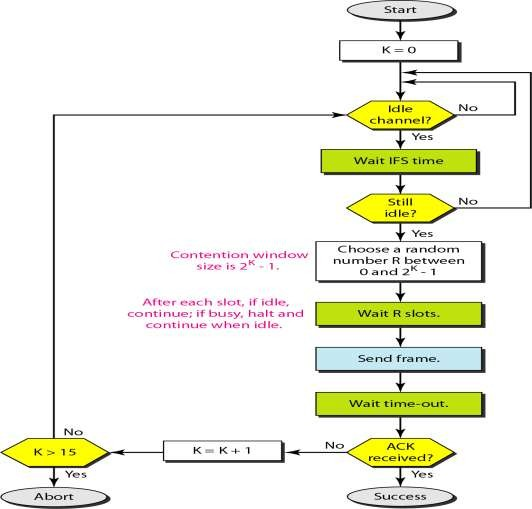 Start
K = 0
Idle
channel?
No
Yes
Wait IFS time
Still
idle?
No
Yes
Contention window
size is 2^K - 1.
Choose a random
number R between
0 and 2^K - 1
After each slot, if idle,
continue; if busy, halt and
continue when idle.
Wait R slots.
Send frame.
Wait time-out.
ACK
received?
No
Yes
K = K + 1
K > 15
No
Yes
Abort
Success